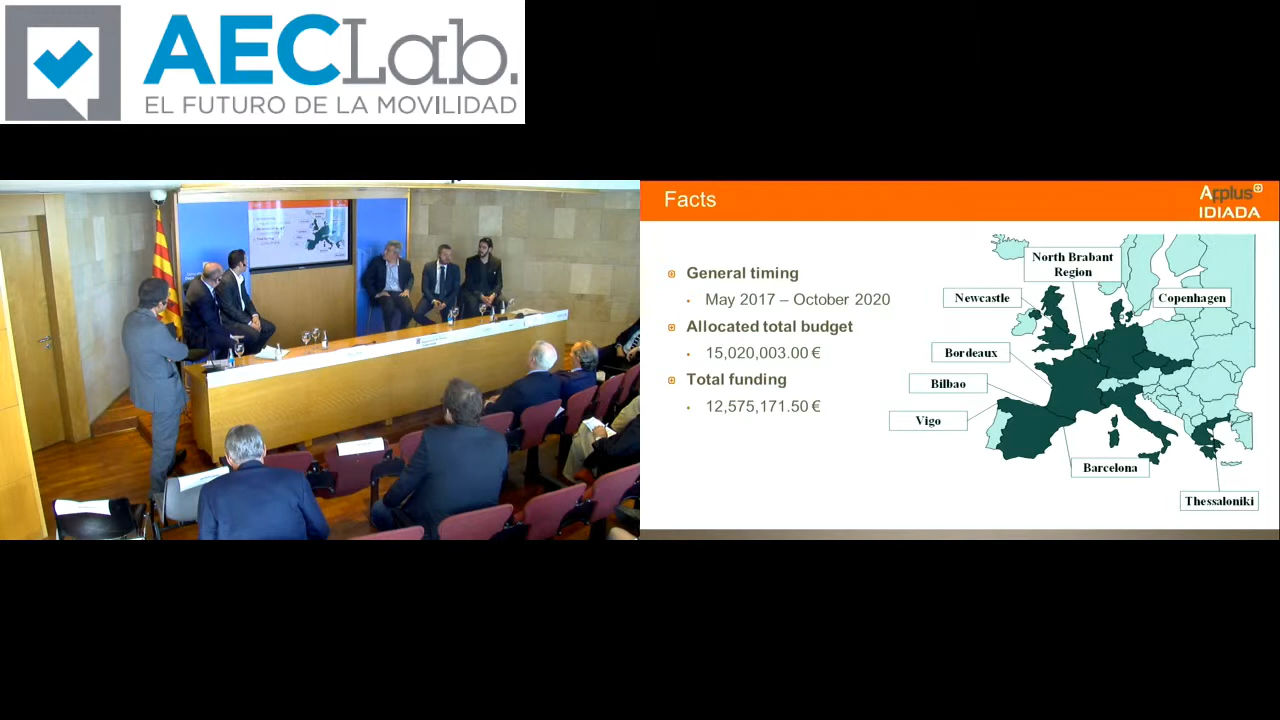 AECLab.
EL FUTURO DE LA MOVILIDAD
Facts
Applus+
IDIADA
General timing
May 2017 – October 2020
Allocated total budget
15,020,003.00 €
Total funding
12,575,171.50 €
North Brabant
Region
Newcastle
Copenhagen
Bordeaux
Bilbao
Vigo
Barcelona
Thessaloniki